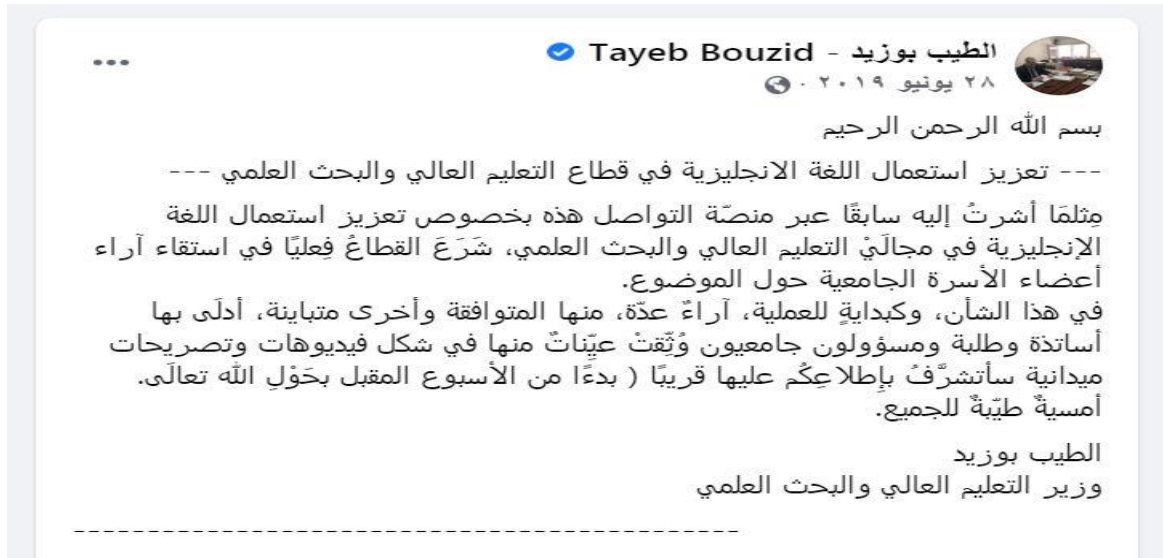 الطيب بوزيد - Tayeb Bouzid
٢٨ يونيو ٢٠١٩ ·
بسم الله الرحمن الرحيم
--- تعزيز استعمال اللغة الانجليزية في قطاع التعليم العالي والبحث العلمي ---
مِثلمَا أشرتُ إليه سابقًا عبر منصّة التواصل هذه بخصوص تعزيز استعمال اللغة
الإنجليزية في مجالَيْ التعليم العالي والبحث العلمي، شَرَعَ القطاعُ فِعليًا في استقاء آراء
أعضاء الأسرة الجامعية حول الموضوع.
في هذا الشأن، وكبدايةٍ للعملية، آراءٌ عدّة، منها المتوافقة وأخرى متباينة، أدلَى بها
أساتذة وطلبة ومسؤولون جامعيون وُثِّقتْ عيّناتٌ منها في شكل فيديوهات وتصريحات
ميدانية سأتشرَّفُ بإطلاعِكُم عليها قريبًا ( بدءًا من الأسبوع المقبل بحَوْلِ الله تعالَى.
أمسيةٌ طيّبةٌ للجميع.
الطيب بوزيد
وزير التعليم العالي والبحث العلمي
----------------------------------------------